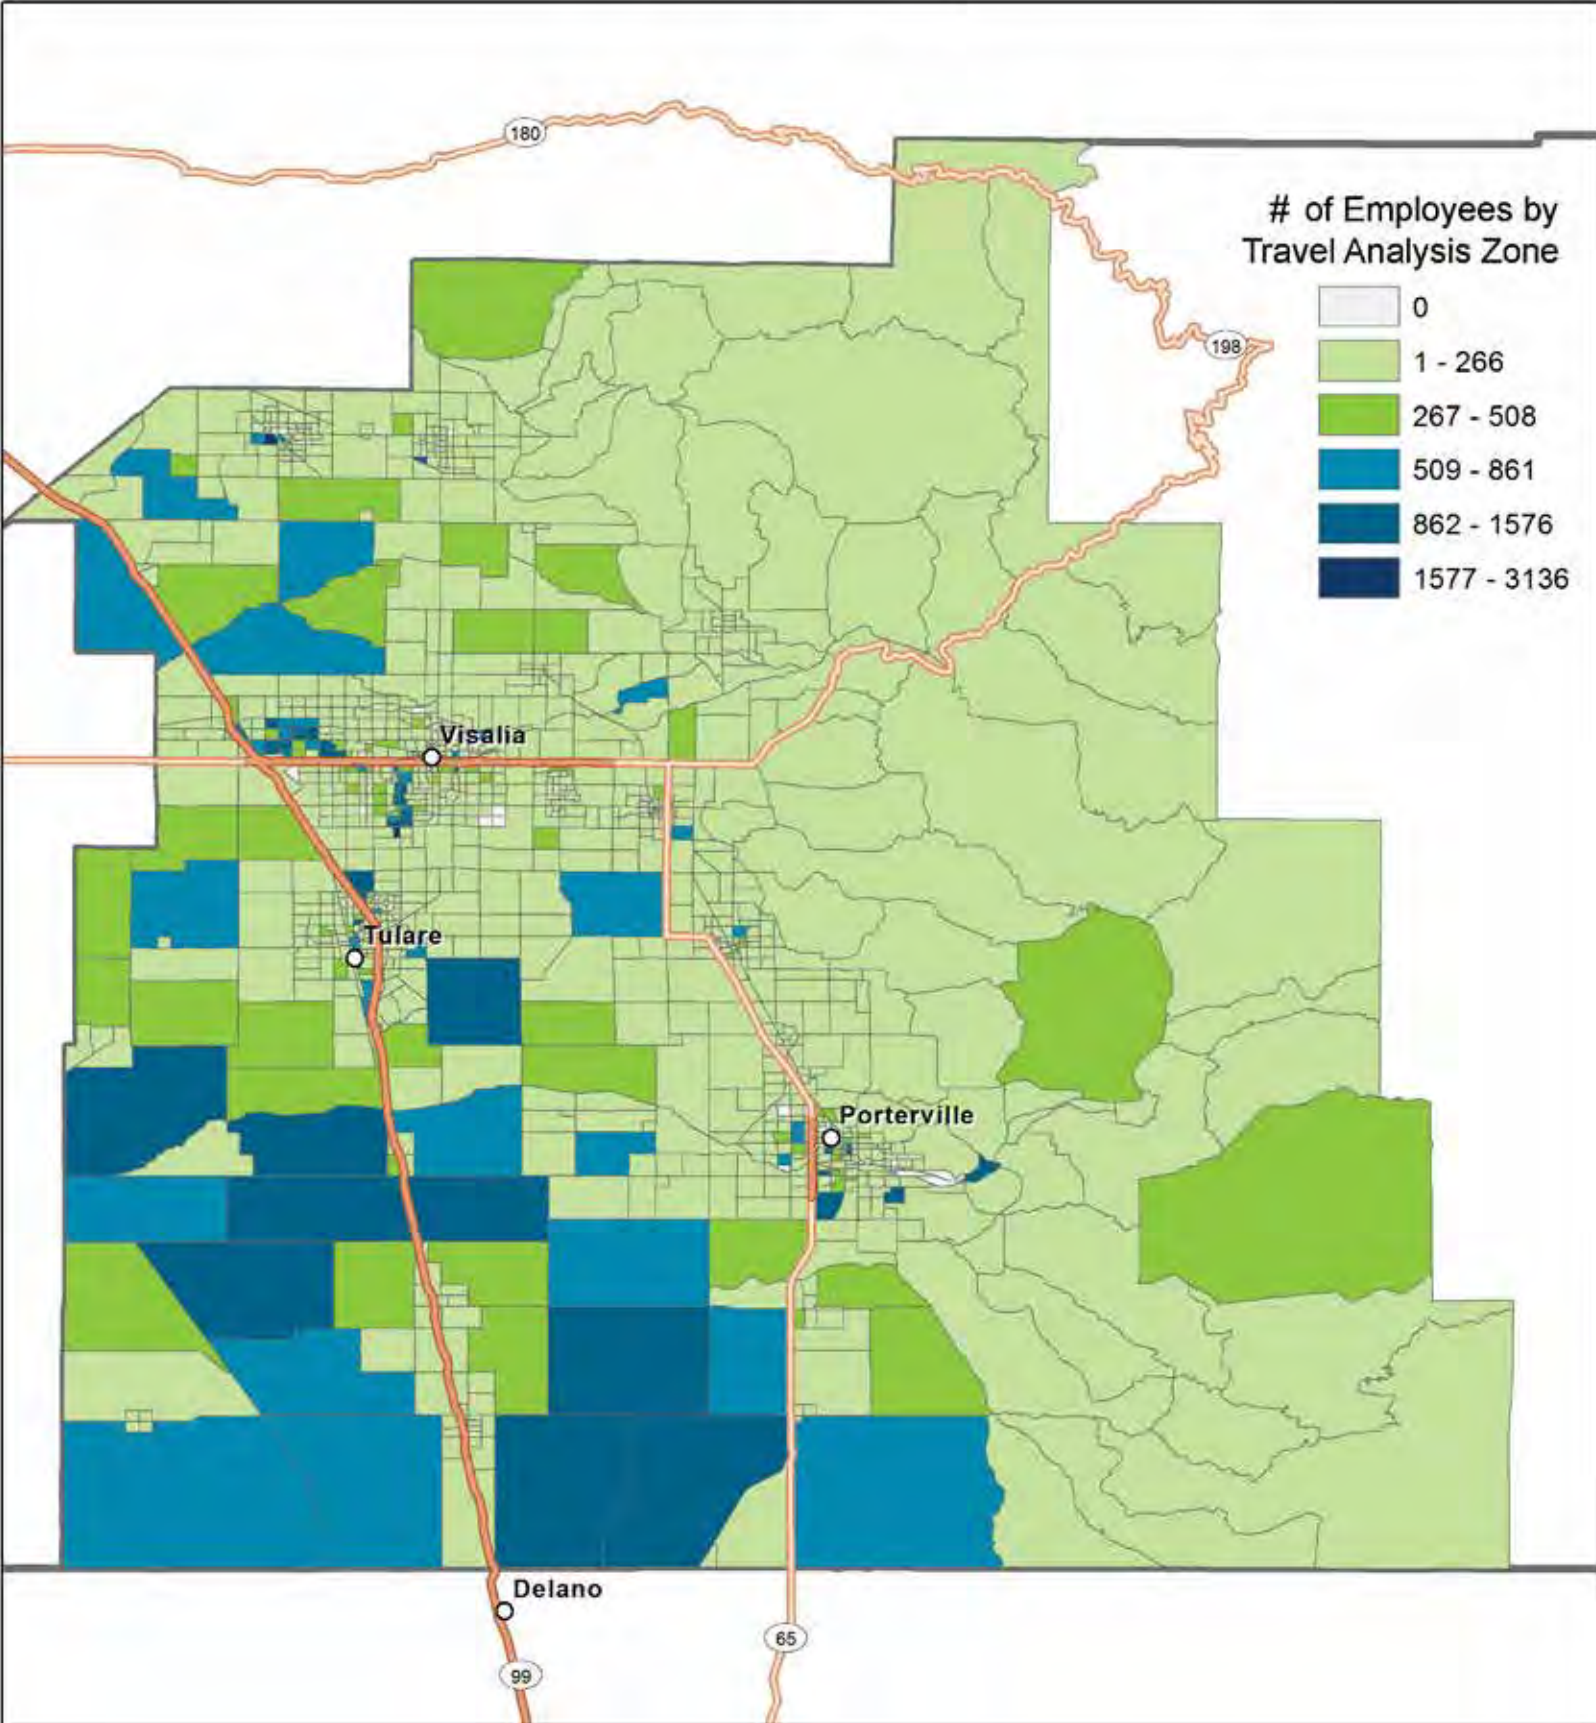 180
# of Employees by
Travel Analysis Zone
0
198
1 - 266
267 - 508
509 - 861
862 - 1576
1577 - 3136
Visalia
Tulare
Porterville
Delano
65
99